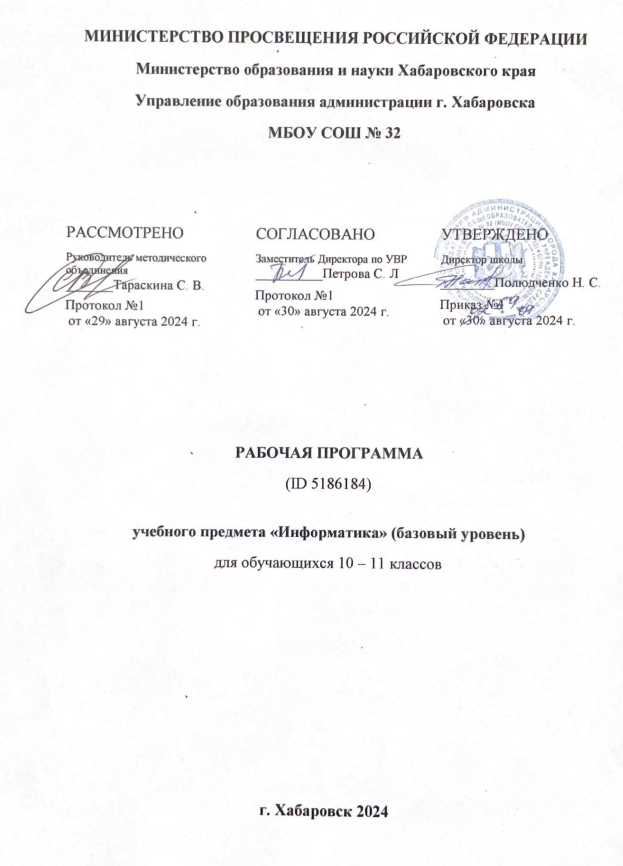 МИНИСТЕРСТВО ПРОСВЕЩЕНИЯ РОССИЙСКОЙ ФЕДЕРАЦИИ
Министерство образования и науки Хабаровского края
Управление образования администрации г. Хабаровска
МБОУ СОШ № 32
РАССМОТРЕНО
Руководитель методического
объединения
Тараскина С. В.
Протокол №1
от «29» августа 2024 г.
СОГЛАСОВАНО
Заместитель Директора по УВР
Петрова С. Л
Протокол №1
от «30» августа 2024 г.
УТВЕРЖДЕНО
Директор школы
Полюдченко Н. С.
Приказ
от «30» августа 2024 г.
РАБОЧАЯ ПРОГРАММА
(ID 5186184)
учебного предмета «Информатика» (базовый уровень)
для обучающихся 10 – 11 классов
г. Хабаровск 2024